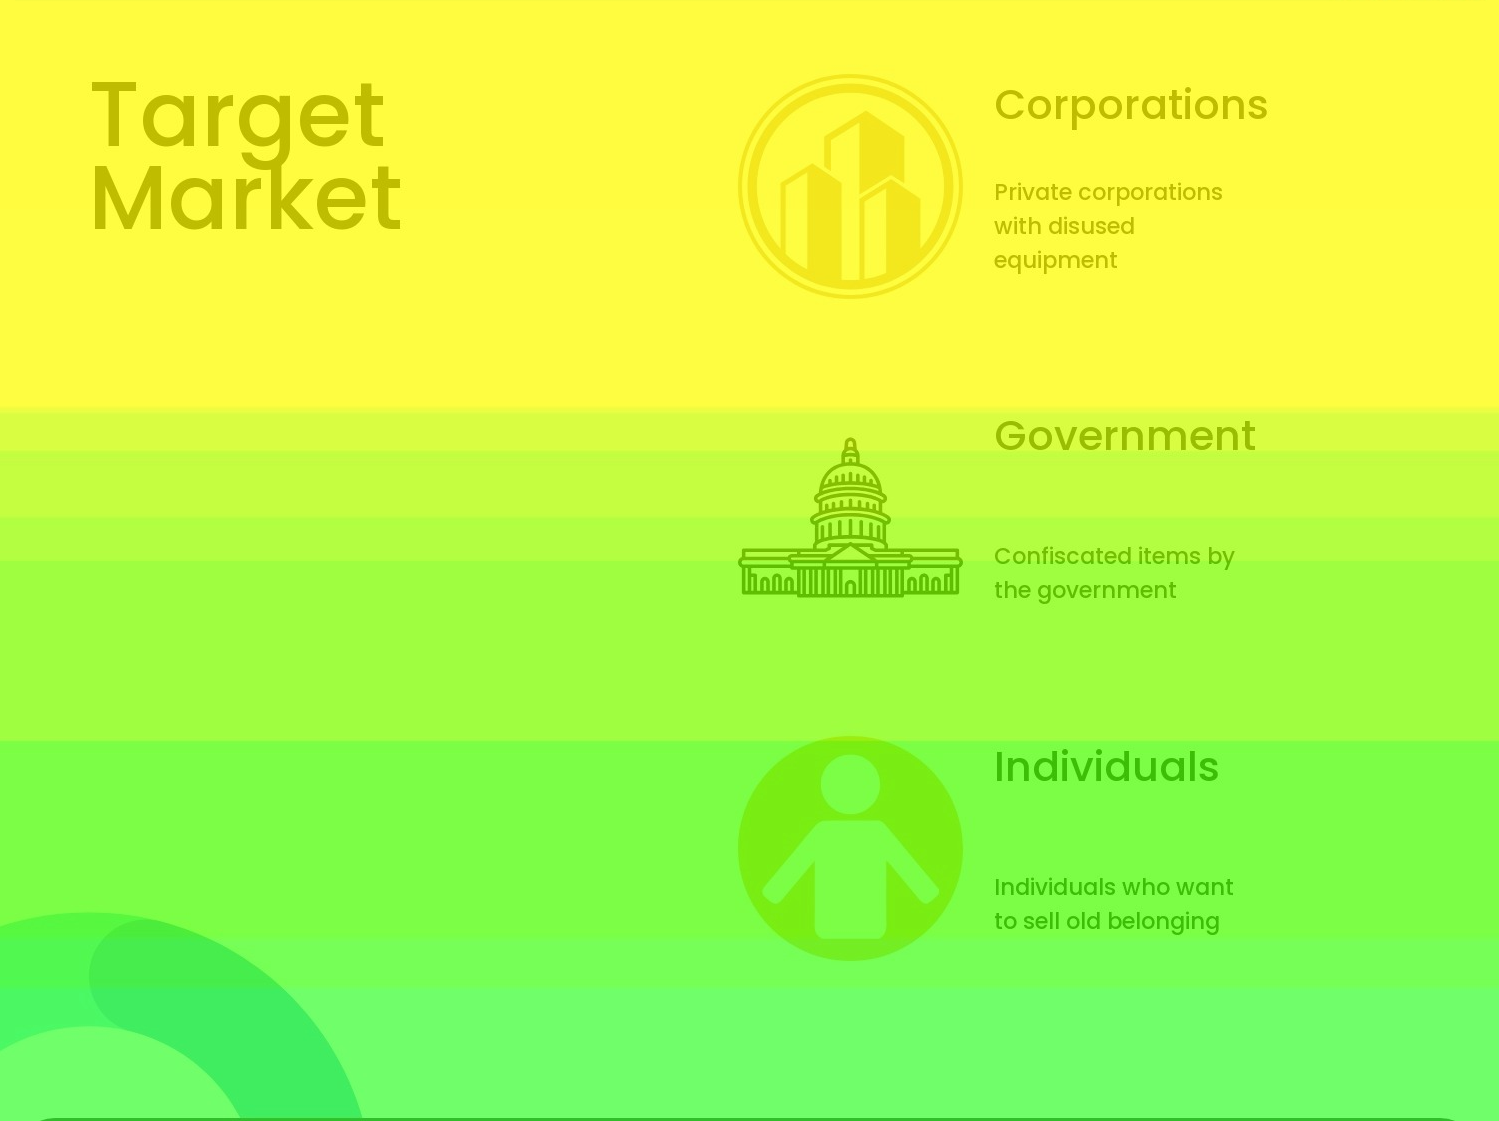 Target
Market
Corporations
Private corporations
with disused
equipment
Government
Confiscated items by
the government
Individuals
Individuals who want
to sell old belonging